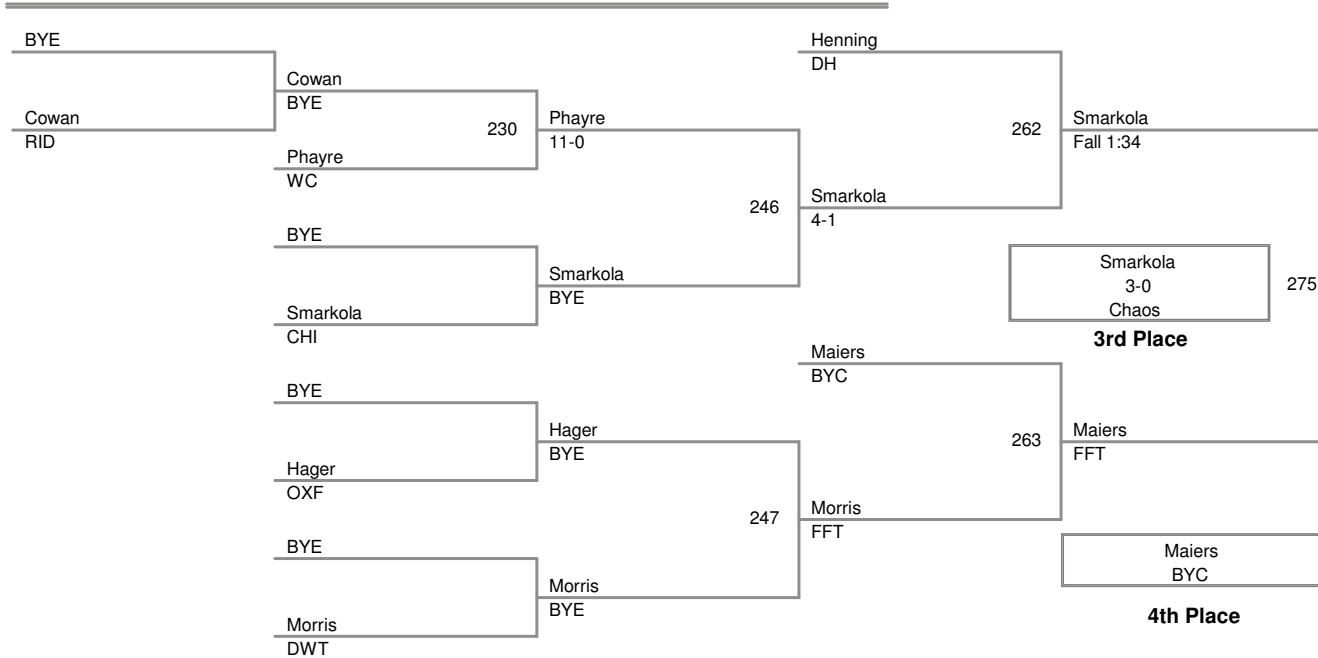 BYE
Cowan
RID
Cowan
BYE
230
Phayre
WC
BYE
Smarkola
CHI
BYE
Hager
OXF
BYE
Morris
DWT
Phayre
11-0
246
Smarkola
BYE
Hager
BYE
247
Morris
BYE
Henning
DH
262
Smarkola
4-1
Maiers
BYC
263
Morris
FFT
Smarkola
Fall 1:34
Smarkola
3-0
Chaos
275
3rd Place
Maiers
FFT
Maiers
BYC
4th Place